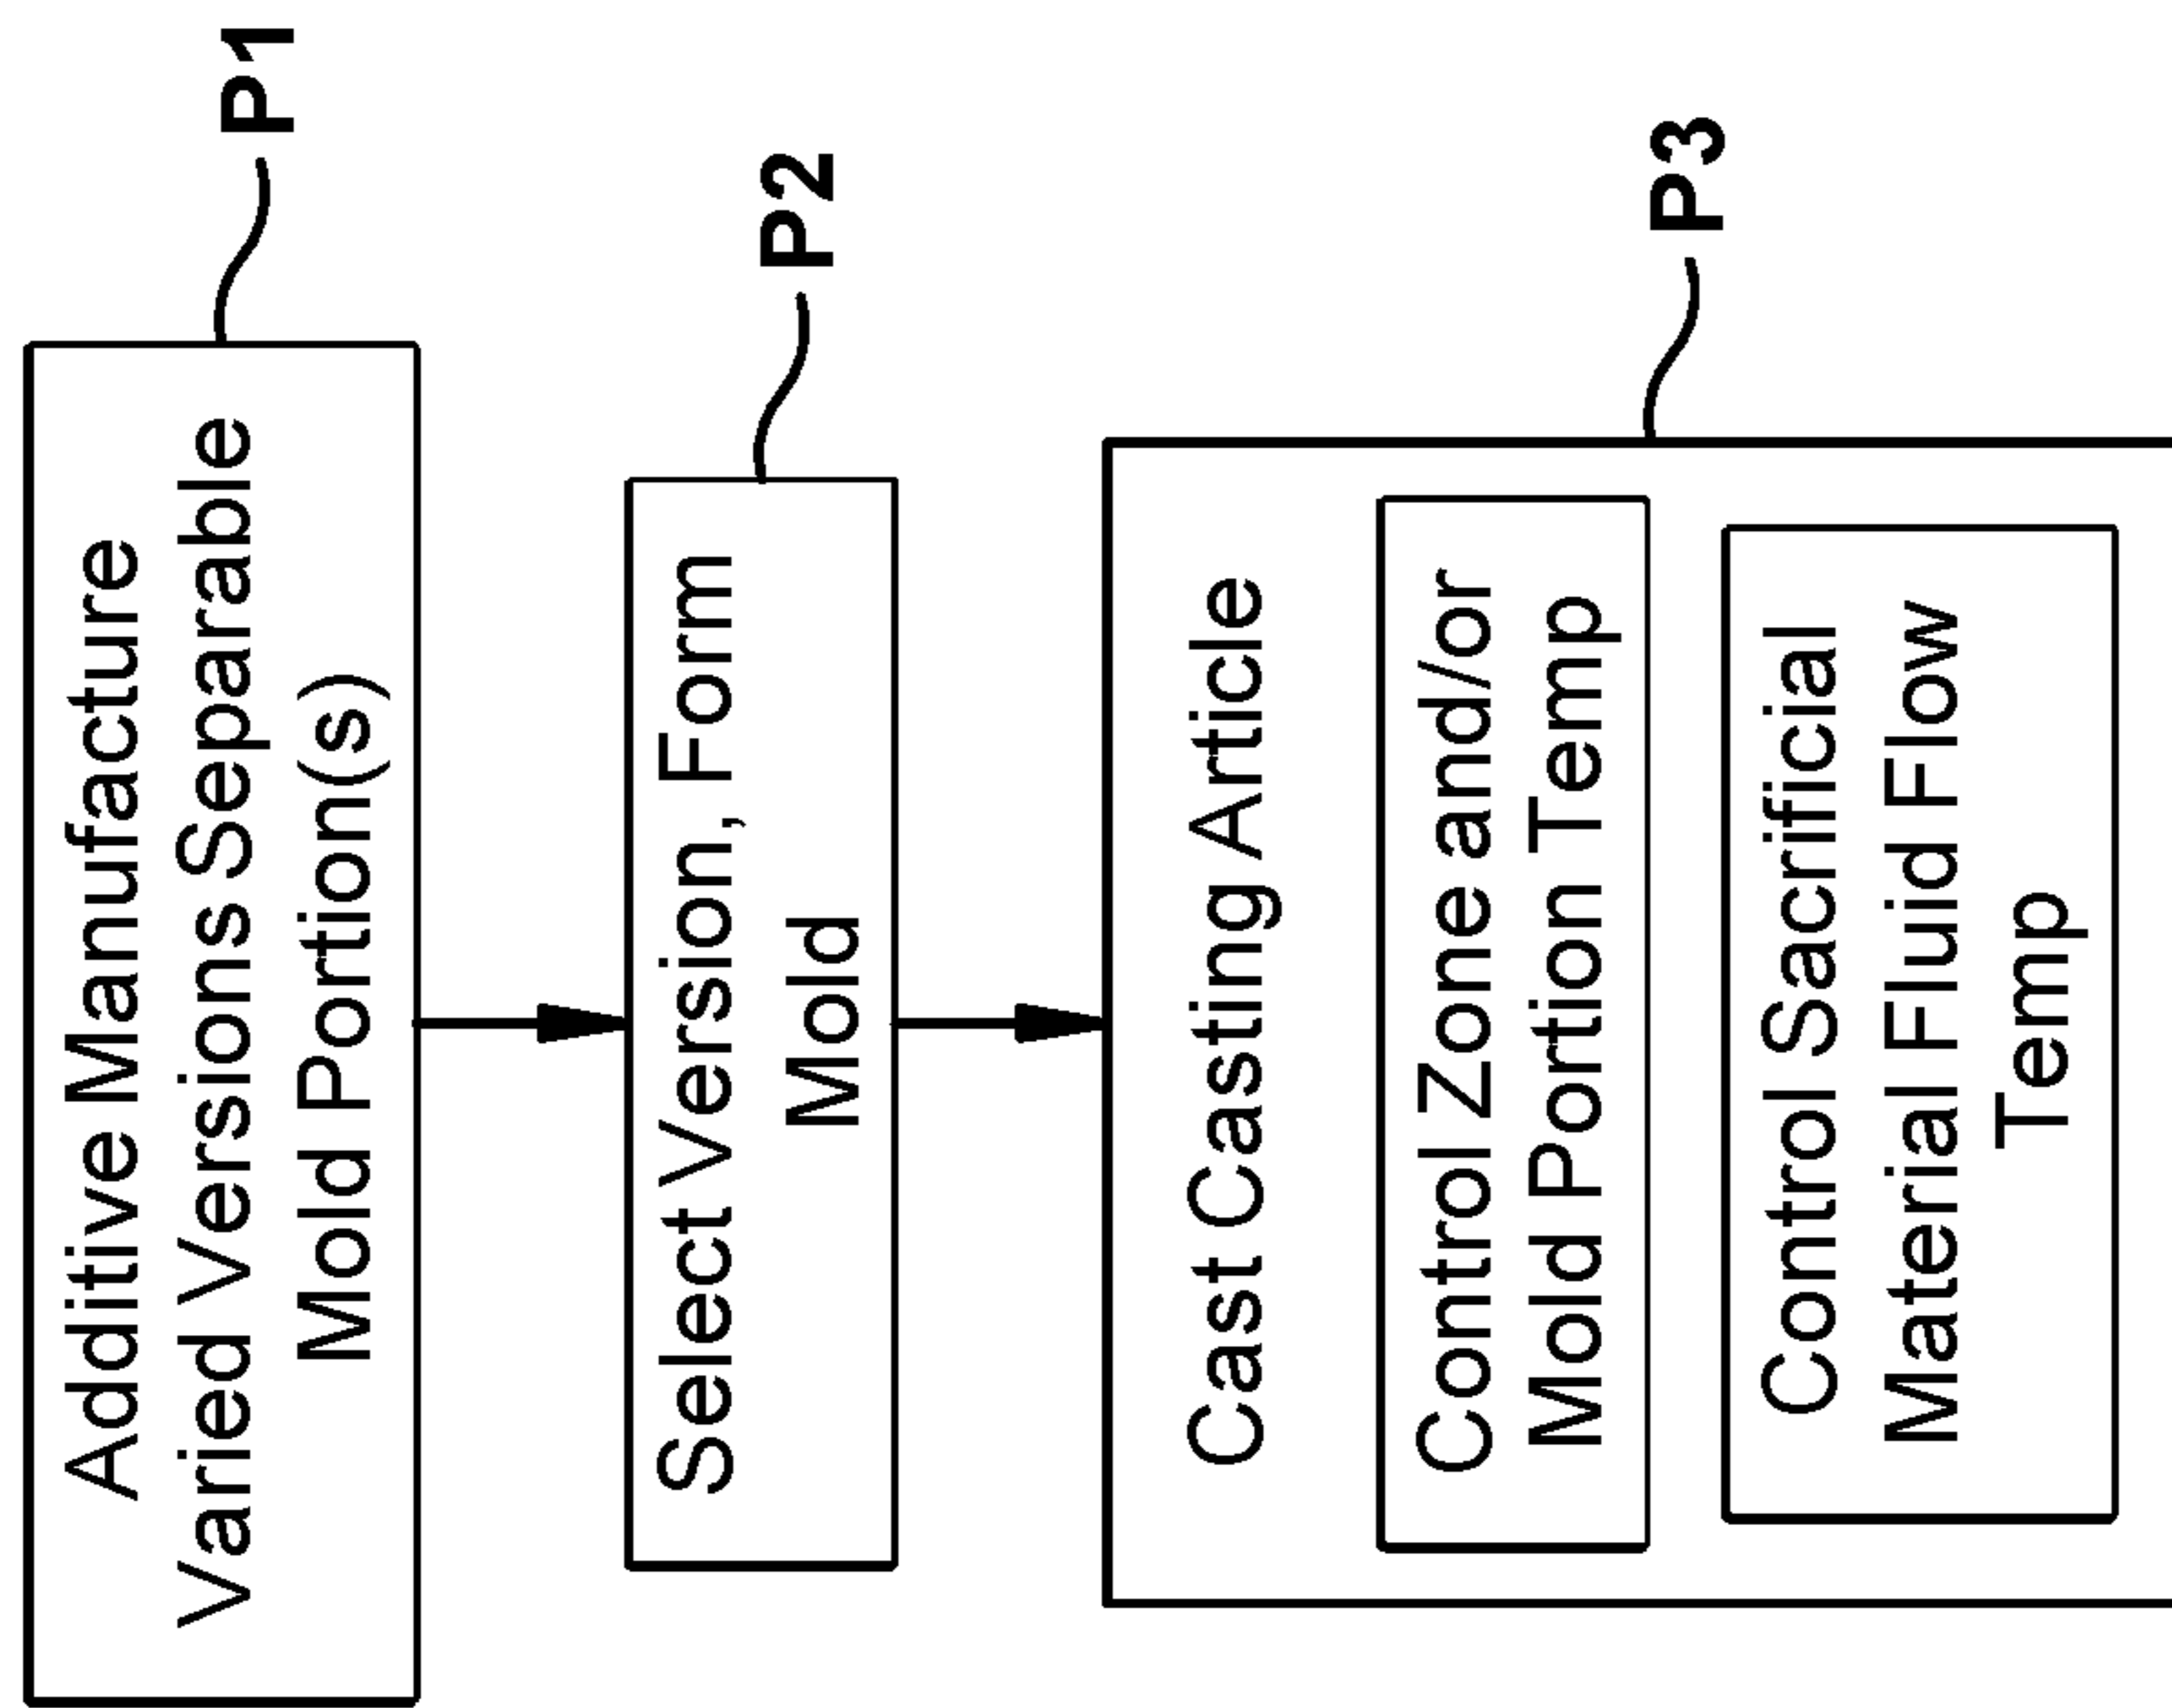 Additive Manufacture
Varied Versions Separable
Mold Portion(s)
P1
Select Version, Form
Mold
P2
Cast Casting Article
P3
Control Zone and/or
Mold Portion Temp
Control Sacrificial
Material Fluid Flow
Temp